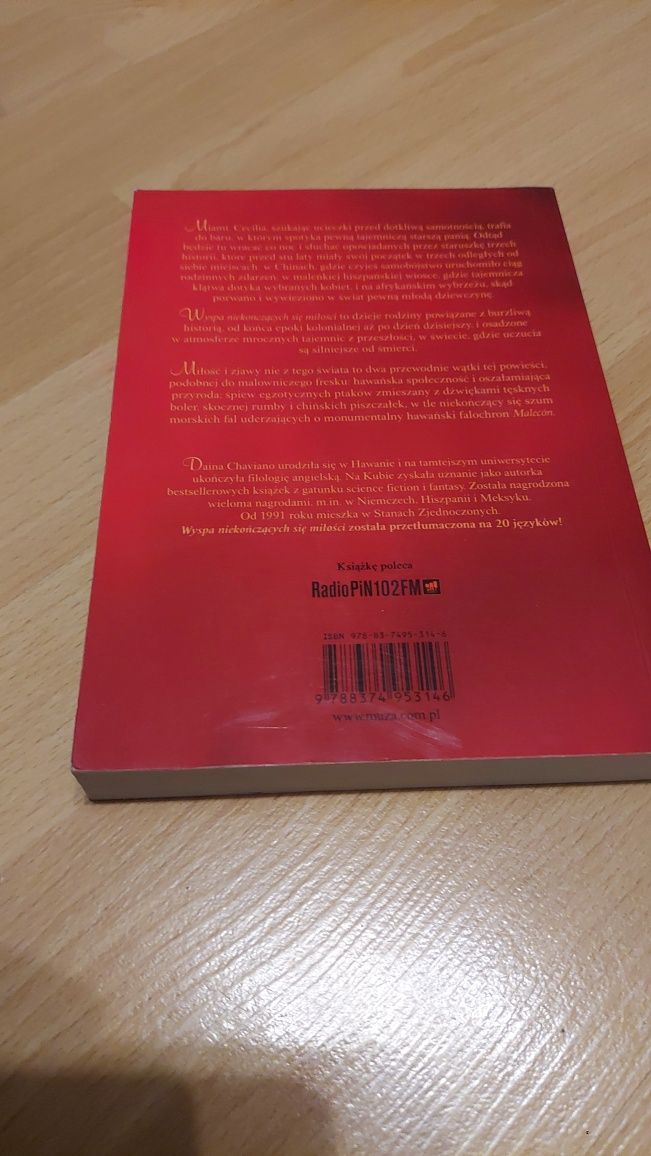 Miami. Cecilia, szukając ucieczki przed dotkliwą samotnością, trafia
do baru, w którym spotyka pewną tajemniczą starszą panią. Odtąd
będzie tu wracać co noc i słuchać opowiadanych przez staruszkę trzech
historii, które przed stu laty miały swój początek w trzech odległych od
siebie miejscach: w Chinach, gdzie czyjeś samobójstwo uruchomiło ciąg
rodzinnych zdarzeń, w maleńkiej hiszpańskiej wiosce, gdzie tajemnicza
klątwa dotyka wybranych kobiet, i na afrykańskim wybrzeżu, skąd
porwano i wywieziono w świat pewną młodą dziewczynę.
Wyspa niekończących się miłości to dzieje rodziny powiązane z burzliwą
historią, od końca epoki kolonialnej aż po dzień dzisiejszy, i osadzone
w atmosferze mrocznych tajemnic z przeszłości, w świecie, gdzie uczucia
są silniejsze od śmierci.
Miłość i zjawy nie z tego świata to dwa przewodnie wątki tej powieści,
podobnej do malowniczego fresku: hawańska społeczność i oszałamiająca
przyroda, śpiew egzotycznych ptaków zmieszany z dźwiękami tęsknych
boler, skocznej rumby i chińskich piszczałek, w tle niekończący się szum
morskich fal uderzających o monumentalny hawański falochron Malecón.
Daina Chaviano urodziła się w Hawanie i na tamtejszym uniwersytecie
ukończyła filologię angielską. Na Kubie zyskała uznanie jako autorka
bestsellerowych książek z gatunku science fiction i fantasy. Została nagrodzona
wieloma nagrodami, m.in. w Niemczech, Hiszpanii i Meksyku.
Od 1991 roku mieszka w Stanach Zjednoczonych.
Wyspa niekończących się miłości została przetłumaczona na 20 języków!
Książkę poleca
RadioPiN102FM
ISBN 978-83-7495-314-6
9 788374 953146
www.muza.com.pl